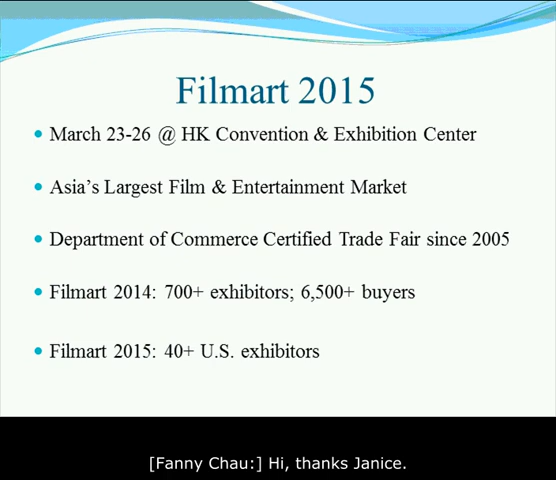 Filmart 2015
• March 23-26 @ HK Convention & Exhibition Center
• Asia's Largest Film & Entertainment Market
• Department of Commerce Certified Trade Fair since 2005
• Filmart 2014: 700+ exhibitors; 6,500+ buyers
• Filmart 2015: 40+ U.S. exhibitors
[Fanny Chau:] Hi, thanks Janice.